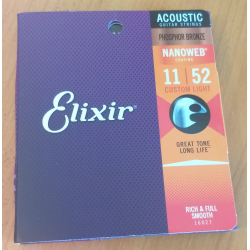 ACOUSTIC
GUITAR STRINGS
PHOSPHOR BRONZE
NANOWEB®
COATING
11 52
CUSTOM LIGHT
Elixir®
GREAT TONE
LONG LIFE
RICH & FULL
SMOOTH
16027